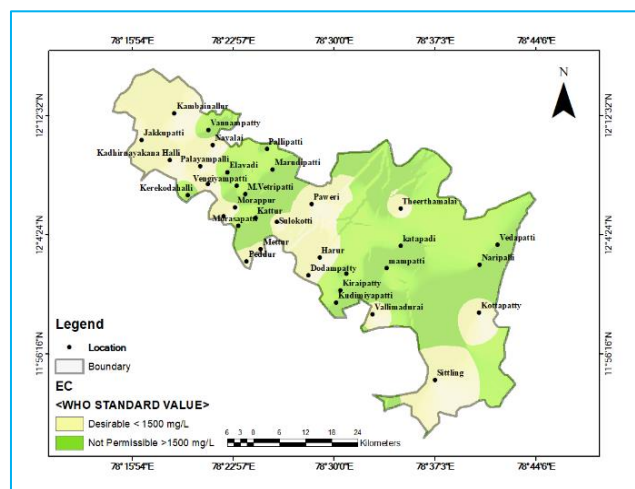 78°15'54"E 78°22'57"E 78°30'0"E 78°37'3"E 78°44'6"E
N
12°12'32"N 12°12'32"N
Kambainallur
Vannampatty
Jakkupatti
Navalai
Pallipatti
Kadhirnayakana Halli
Palayampalli
Elavadi
Marudipatti
Vengiyampatti
Kerekodahalli
M.Vetripatti
Paweri
Theerthamalai
Morappur
Kattur
Sulokotti
12°4'24"N 12°4'24"N
katapadi
Vedapatti
Mettur
Harur
Peddur
mampatti
Naripalli
Dodampatty
Kiraipatty
Kudimiyapatti
Vallimadurai
Kottapatty
Legend
Location
Boundary
11°56'16"N 11°56'16"N
Sittling
EC
<WHO STANDARD VALUE>
Desirable < 1500 mg/L
Not Permissible >1500 mg/L
6 3 0 6 12 18 24
Kilometers
78°15'54"E 78°22'57"E 78°30'0"E 78°37'3"E 78°44'6"E